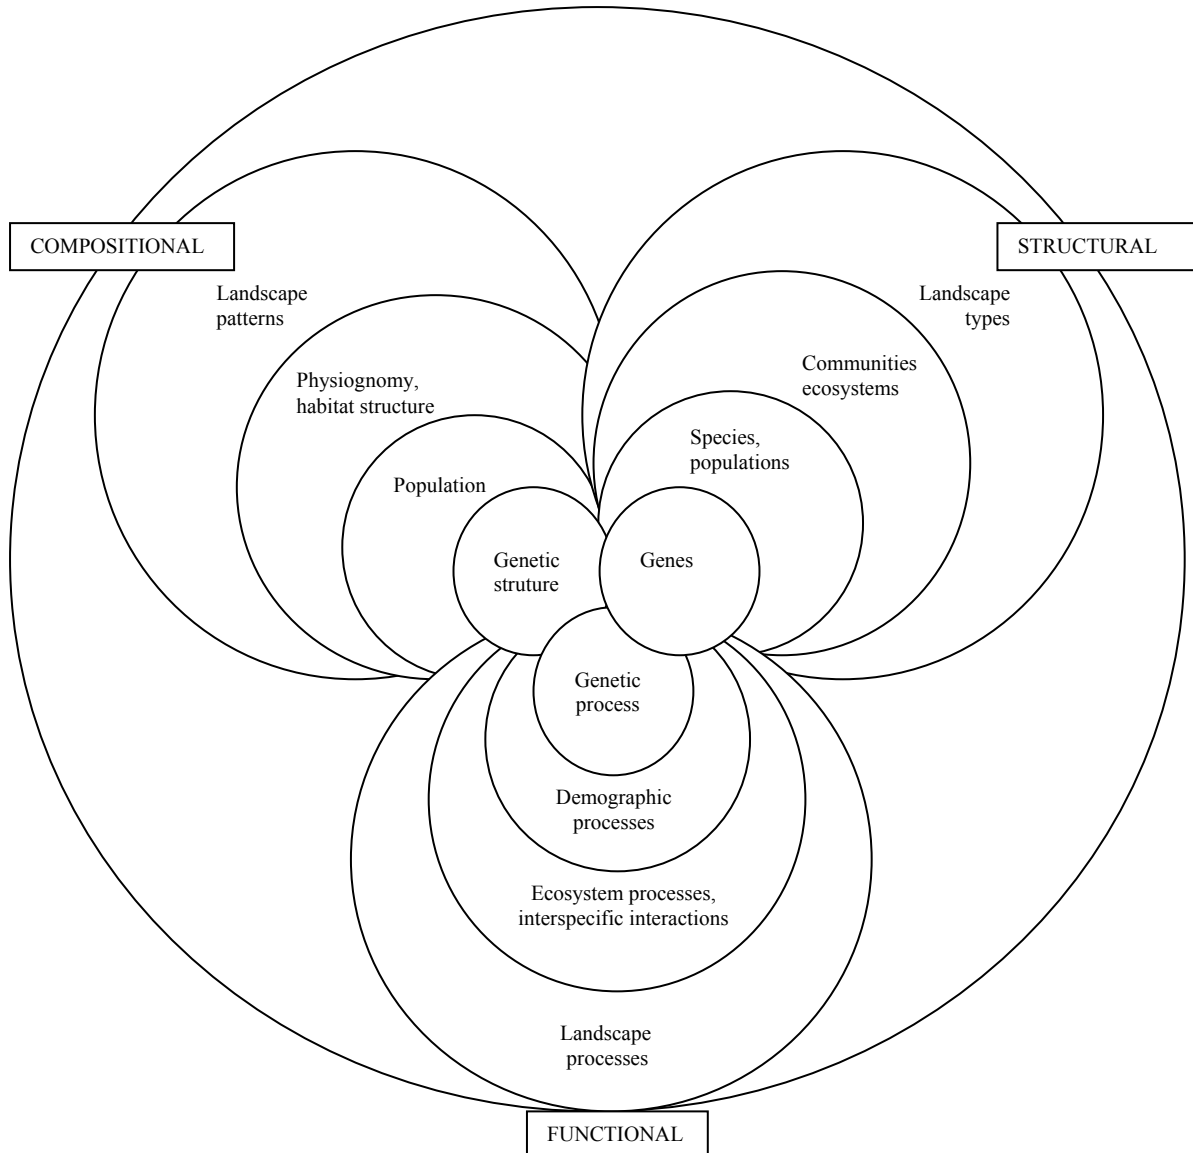 COMPOSITIONAL
Landscape
patterns
Physiognomy,
habitat structure
Population
Genetic
struture
STRUCTURAL
Landscape
types
Communities
ecosystems
Species,
populations
Genes
Genetic
process
Demographic
processes
Ecosystem processes,
interspecific interactions
Landscape
processes
FUNCTIONAL